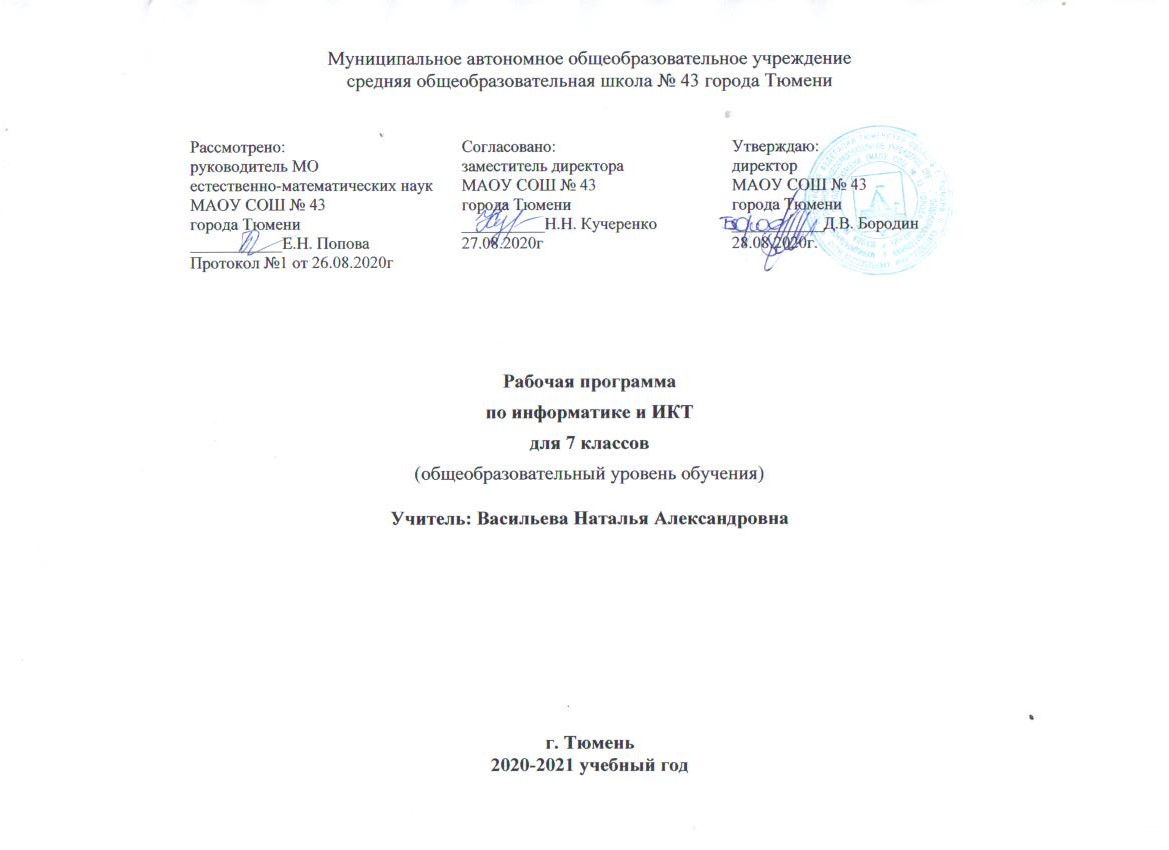 Муниципальное автономное общеобразовательное учреждение
средняя общеобразовательная школа № 43 города Тюмени
Рассмотрено:
руководитель МО
естественно-математических наук
МАОУ СОШ № 43
города Тюмени
___________Е.Н. Попова
Протокол №1 от 26.08.2020г
Согласовано:
заместитель директора
МАОУ СОШ № 43
города Тюмени
__________Н.Н. Кучеренко
27.08.2020г
Утверждаю:
директор
МАОУ СОШ № 43
города Тюмени
___________Д.В. Бородин
28.08.2020г.
Рабочая программа
по информатике и ИКТ
для 7 классов
(общеобразовательный уровень обучения)
Учитель: Васильева Наталья Александровна
г. Тюмень
2020-2021 учебный год